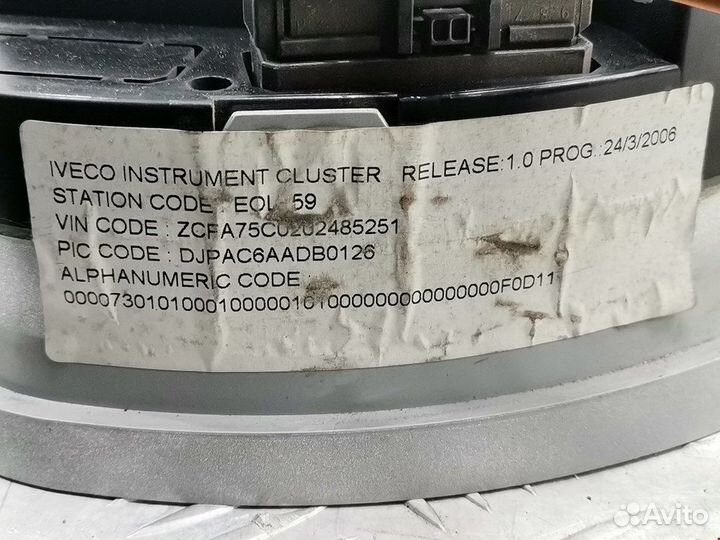 IVECO INSTRUMENT CLUSTER RELEASE:1.0 PROG.:24/3/2006
STATION CODE : EOL 59
VIN CODE : ZCFA75C0202485251
PIC CODE : DJPAC6AADB0126
ALPHANUMERIC CODE :
Avito